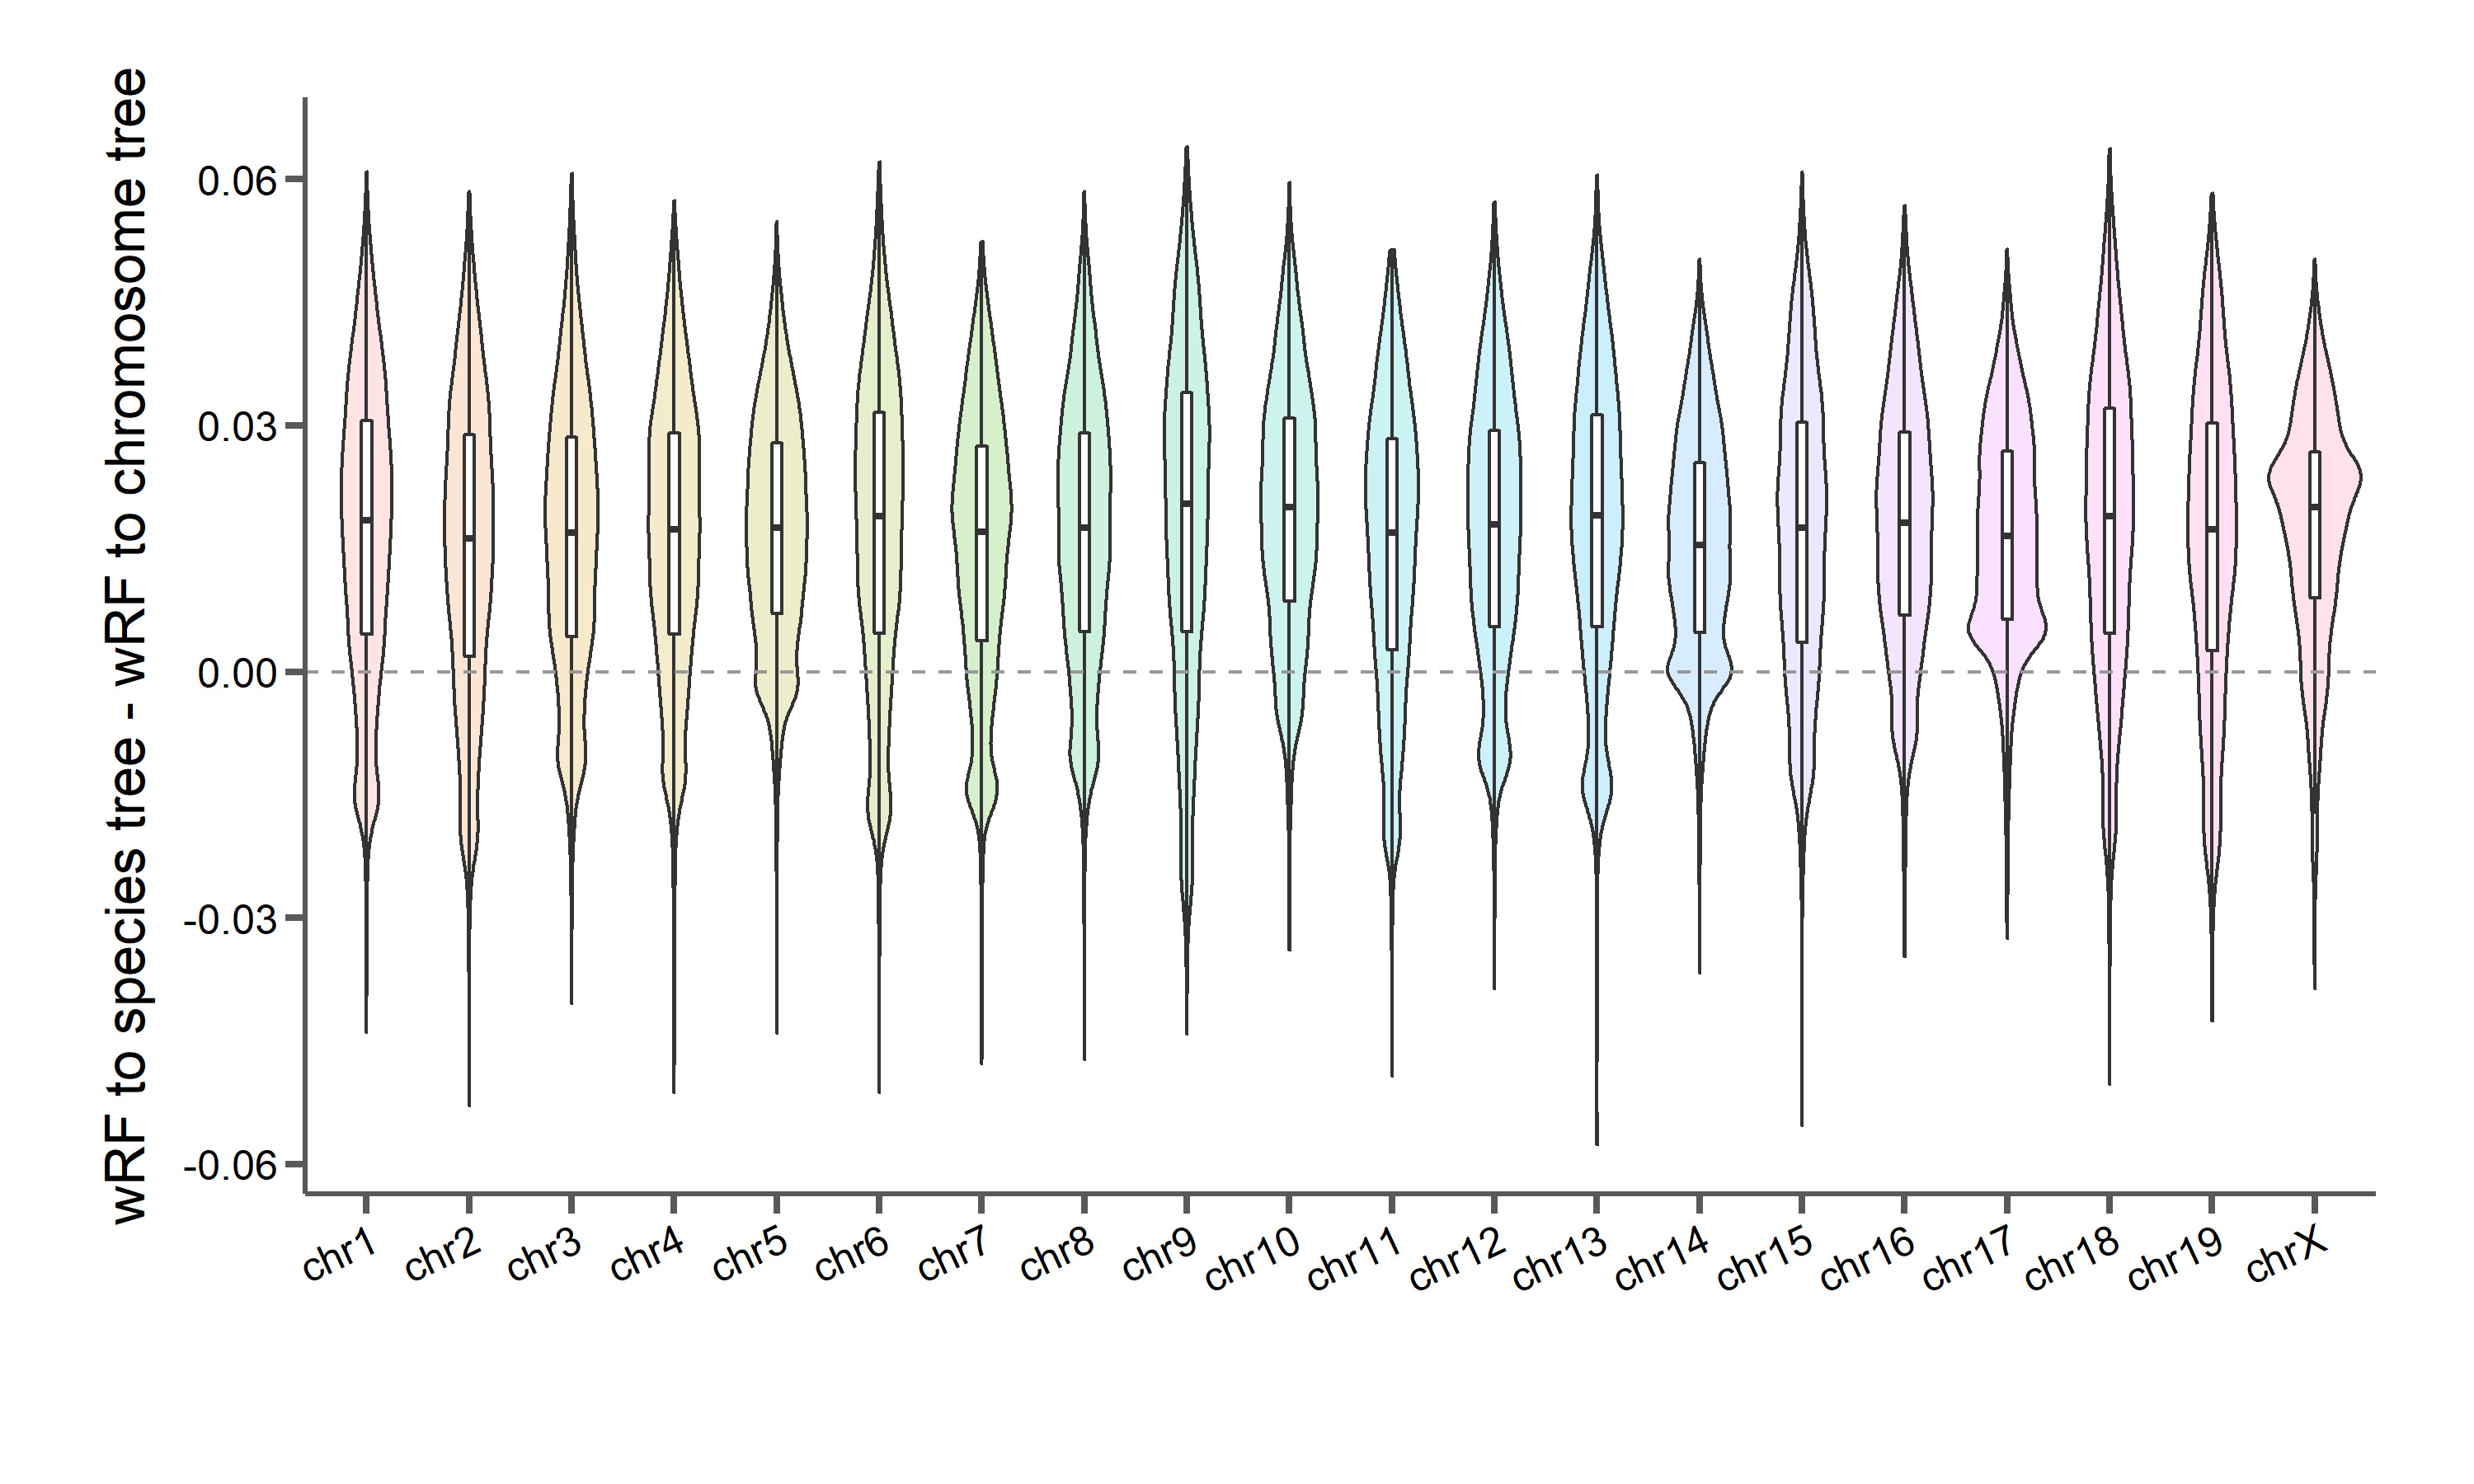 wRF to species tree - wRF to chromosome tree
0.06
0.03
0.00
-0.03
-0.06
chr1
chr2
chr3
chr4
chr5
chr6
chr7
chr8
chr9
chr10
chr11
chr12
chr13
chr14
chr15
chr16
chr17
chr18
chr19
chrX